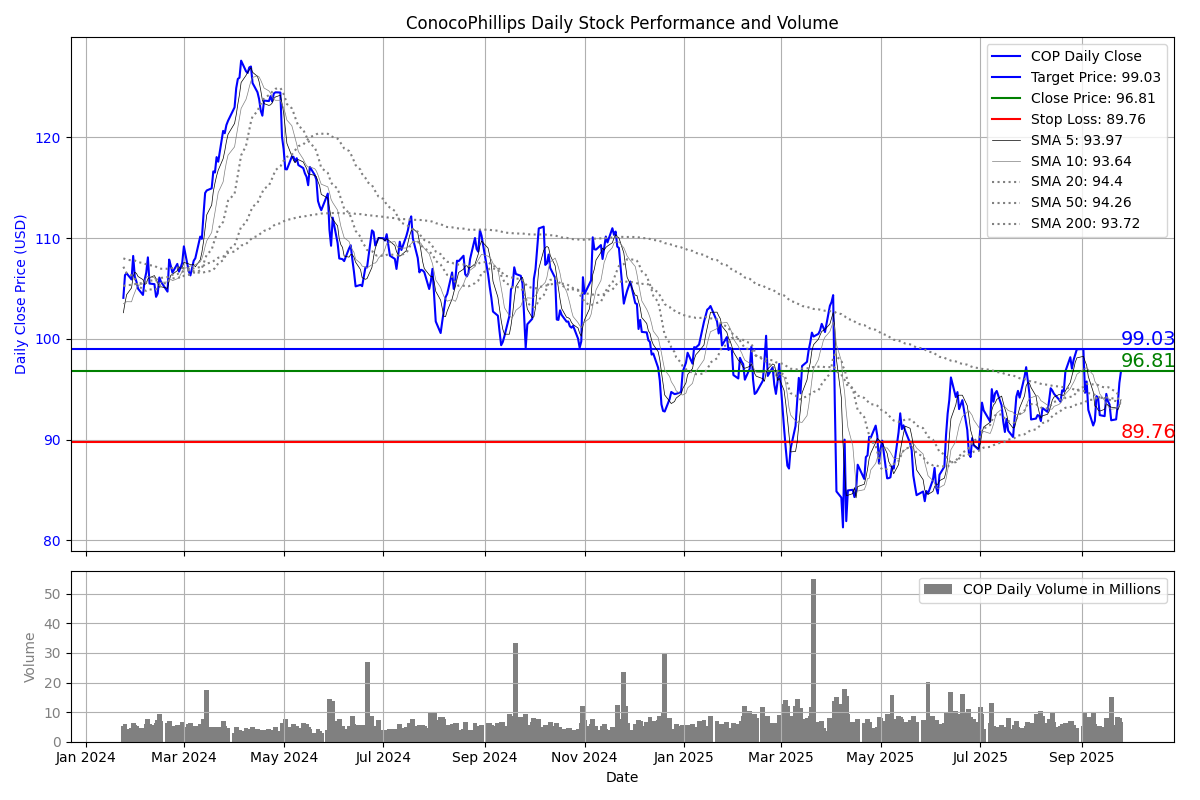 ConocoPhillips Daily Stock Performance and Volume
Daily Close Price (USD)
120
110
100
90
80
COP Daily Close
Target Price: 99.03
Close Price: 96.81
Stop Loss: 89.76
SMA 5: 93.97
SMA 10: 93.64
SMA 20: 94.4
SMA 50: 94.26
SMA 200: 93.72
99.03
96.81
89.76
Volume
50
40
30
20
10
0
COP Daily Volume in Millions
Jan 2024 Mar 2024 May 2024 Jul 2024 Sep 2024 Nov 2024 Jan 2025 Mar 2025 May 2025 Jul 2025 Sep 2025
Date